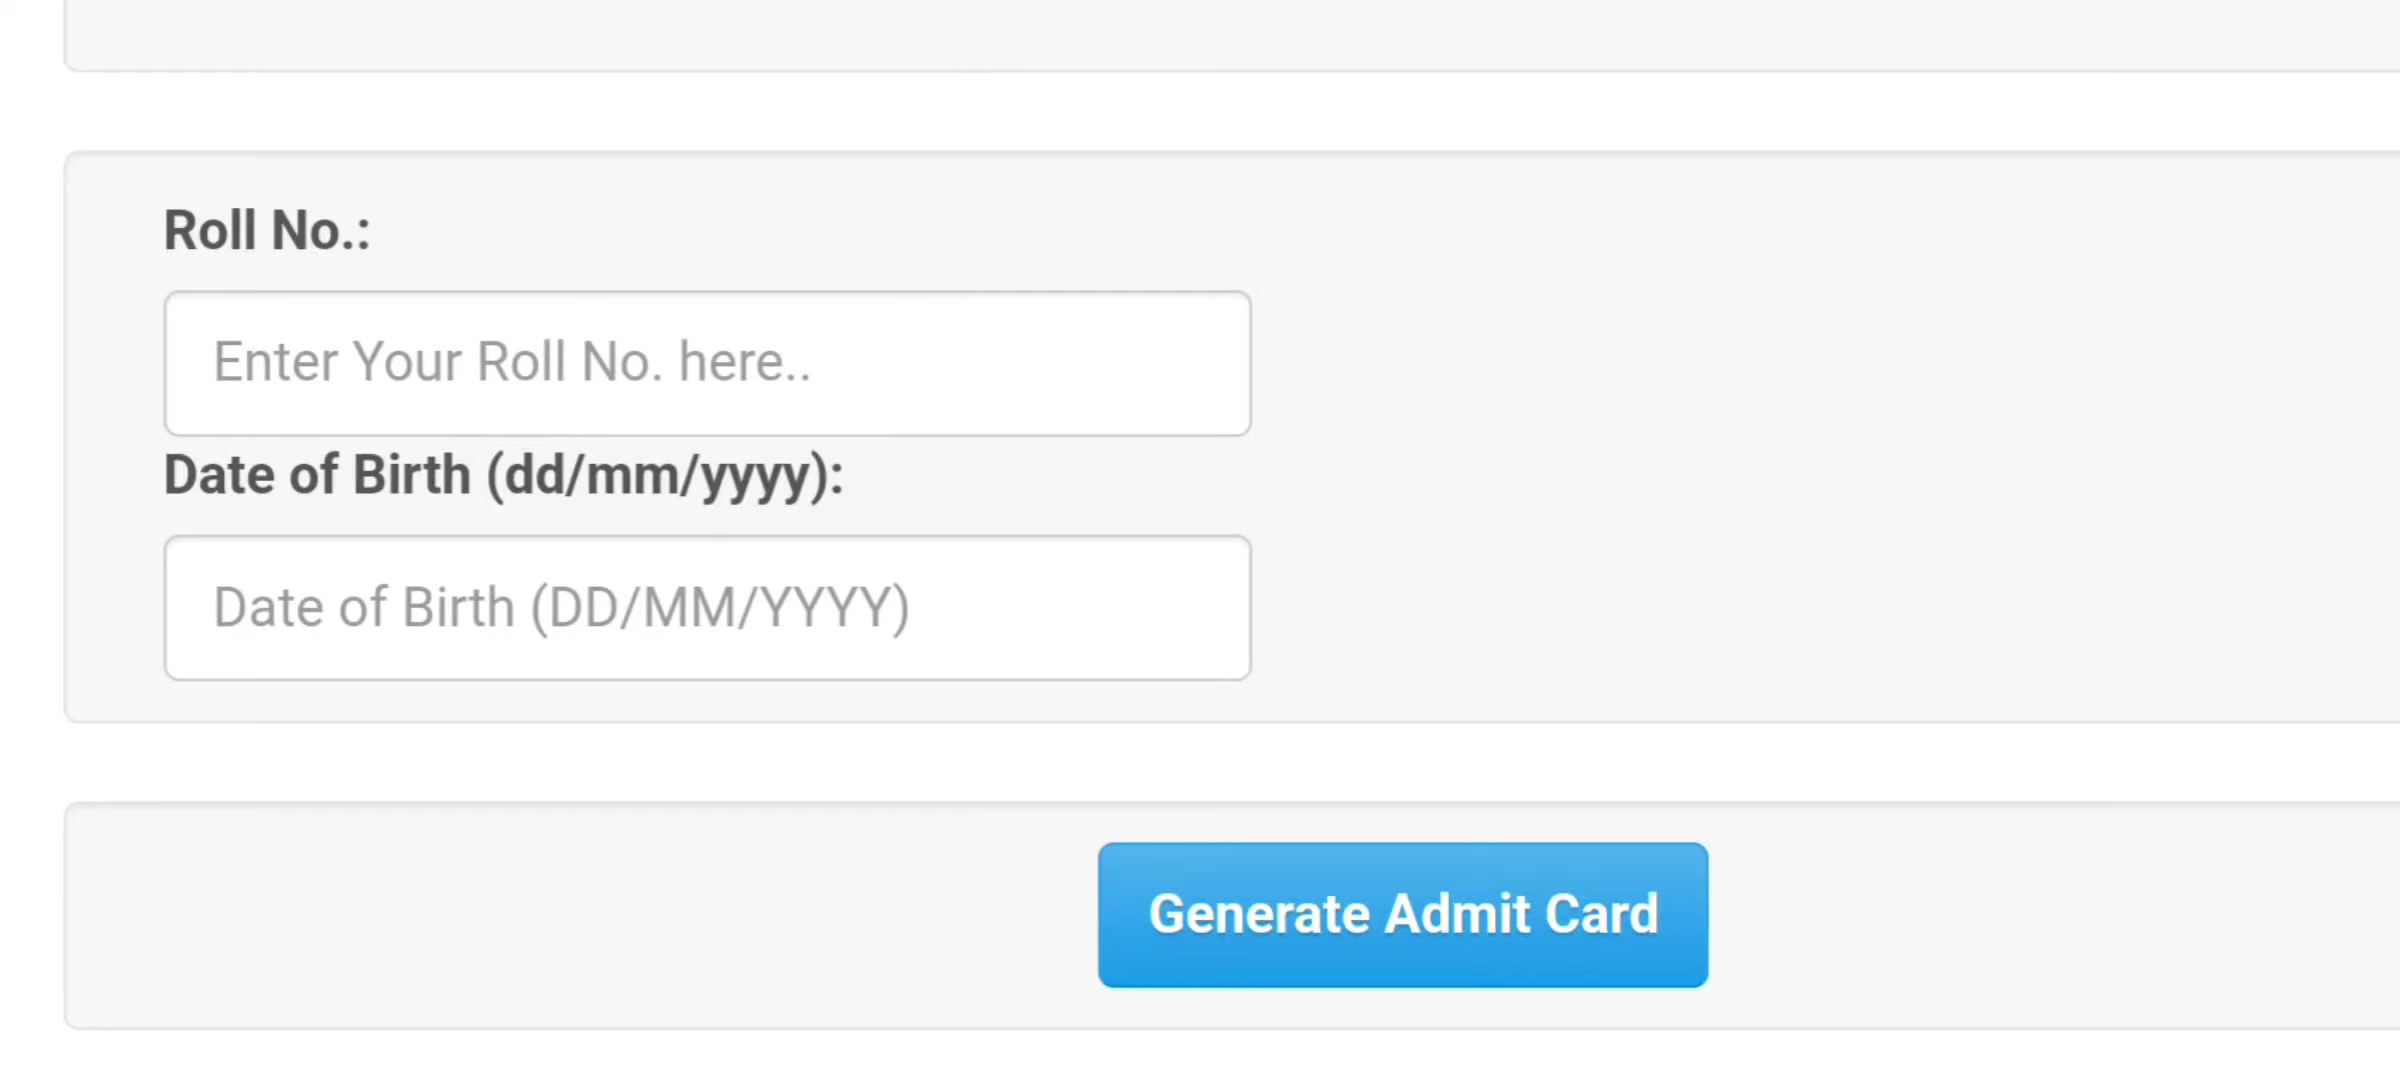 Roll No.:
Enter Your Roll No. here..
Date of Birth (dd/mm/yyyy):
Date of Birth (DD/MM/YYYY)
Generate Admit Card